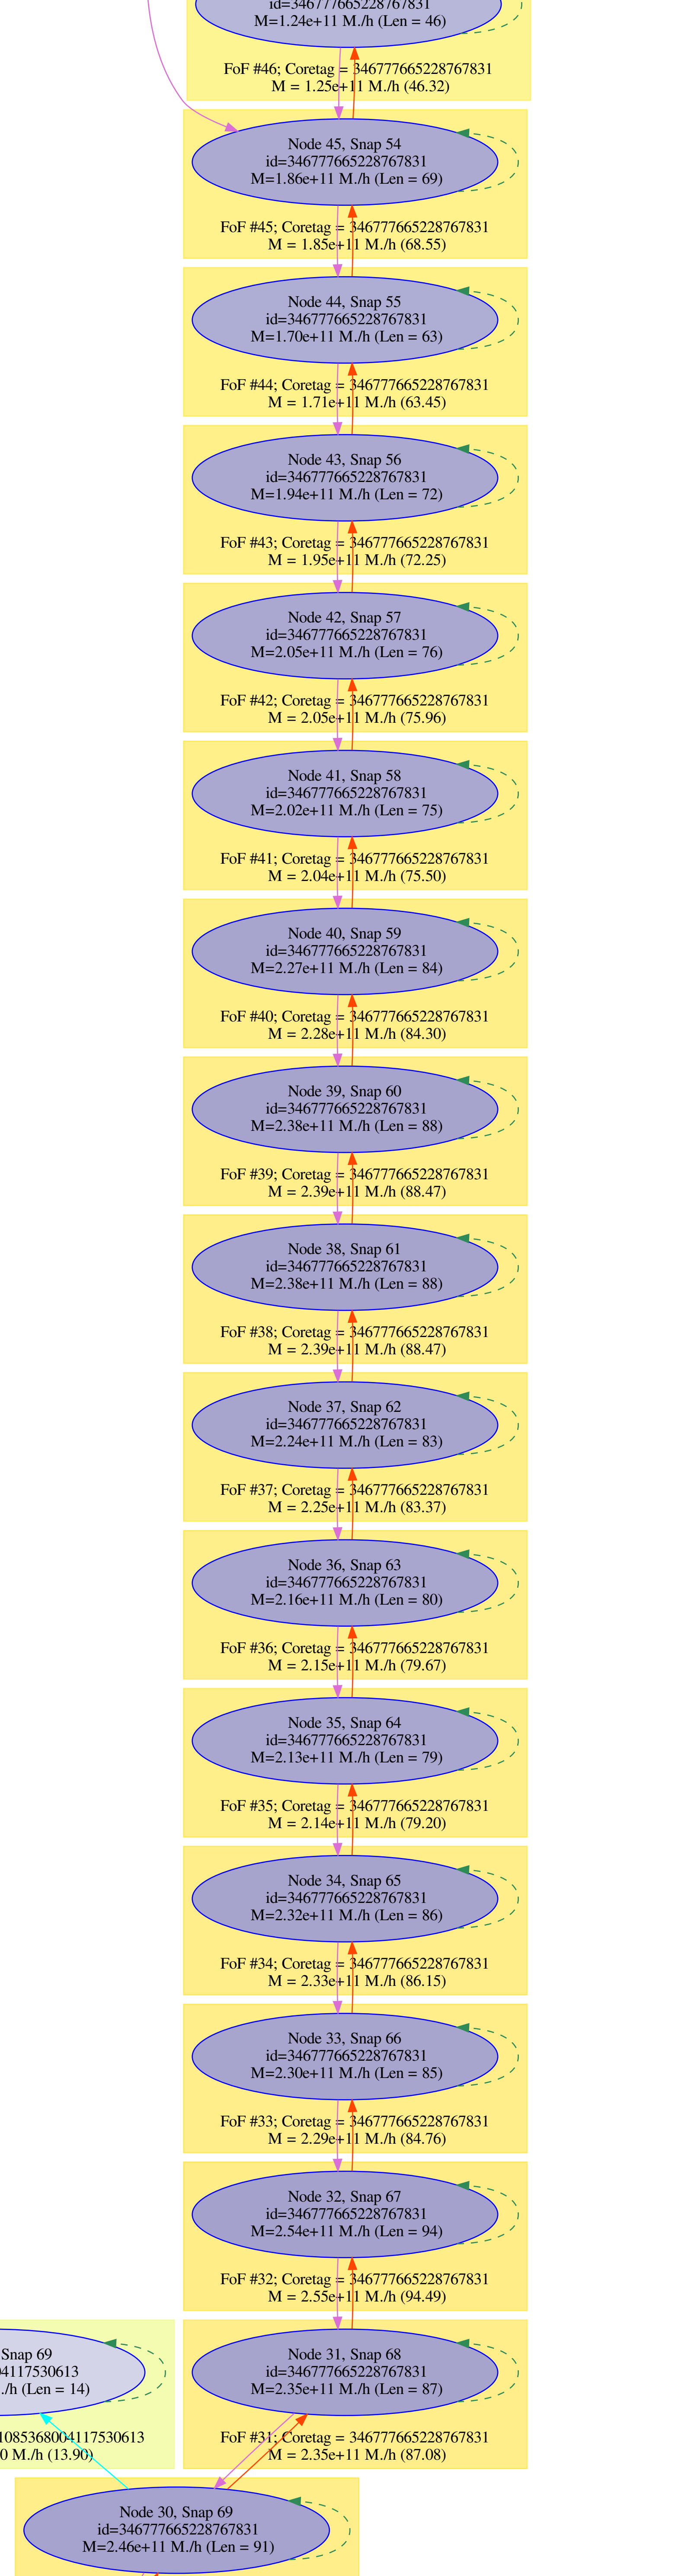 id=346777665228767831
M=1.24e+11 M./h (Len = 46)
FoF #46; Coretag = 346777665228767831
M = 1.25e+11 M./h (46.32)
Node 45, Snap 54
id=346777665228767831
M=1.86e+11 M./h (Len = 69)
FoF #45; Coretag = 346777665228767831
M = 1.85e+11 M./h (68.55)
Node 44, Snap 55
id=346777665228767831
M=1.70e+11 M./h (Len = 63)
FoF #44; Coretag = 346777665228767831
M = 1.71e+11 M./h (63.45)
Node 43, Snap 56
id=346777665228767831
M=1.94e+11 M./h (Len = 72)
FoF #43; Coretag = 346777665228767831
M = 1.95e+11 M./h (72.25)
Node 42, Snap 57
id=346777665228767831
M=2.05e+11 M./h (Len = 76)
FoF #42; Coretag = 346777665228767831
M = 2.05e+11 M./h (75.96)
Node 41, Snap 58
id=346777665228767831
M=2.02e+11 M./h (Len = 75)
FoF #41; Coretag = 346777665228767831
M = 2.04e+11 M./h (75.50)
Node 40, Snap 59
id=346777665228767831
M=2.27e+11 M./h (Len = 84)
FoF #40; Coretag = 346777665228767831
M = 2.28e+11 M./h (84.30)
Node 39, Snap 60
id=346777665228767831
M=2.38e+11 M./h (Len = 88)
FoF #39; Coretag = 346777665228767831
M = 2.39e+11 M./h (88.47)
Node 38, Snap 61
id=346777665228767831
M=2.38e+11 M./h (Len = 88)
FoF #38; Coretag = 346777665228767831
M = 2.39e+11 M./h (88.47)
Node 37, Snap 62
id=346777665228767831
M=2.24e+11 M./h (Len = 83)
FoF #37; Coretag = 346777665228767831
M = 2.25e+11 M./h (83.37)
Node 36, Snap 63
id=346777665228767831
M=2.16e+11 M./h (Len = 80)
FoF #36; Coretag = 346777665228767831
M = 2.15e+11 M./h (79.67)
Node 35, Snap 64
id=346777665228767831
M=2.13e+11 M./h (Len = 79)
FoF #35; Coretag = 346777665228767831
M = 2.14e+11 M./h (79.20)
Node 34, Snap 65
id=346777665228767831
M=2.32e+11 M./h (Len = 86)
FoF #34; Coretag = 346777665228767831
M = 2.33e+11 M./h (86.15)
Node 33, Snap 66
id=346777665228767831
M=2.30e+11 M./h (Len = 85)
FoF #33; Coretag = 346777665228767831
M = 2.29e+11 M./h (84.76)
Node 32, Snap 67
id=346777665228767831
M=2.54e+11 M./h (Len = 94)
FoF #32; Coretag = 346777665228767831
M = 2.55e+11 M./h (94.49)
Snap 69
04117530613
./h (Len = 14)
1085368004117530613
0 M./h (13.90)
Node 31, Snap 68
id=346777665228767831
M=2.35e+11 M./h (Len = 87)
FoF #31; Coretag = 346777665228767831
M = 2.35e+11 M./h (87.08)
Node 30, Snap 69
id=346777665228767831
M=2.46e+11 M./h (Len = 91)